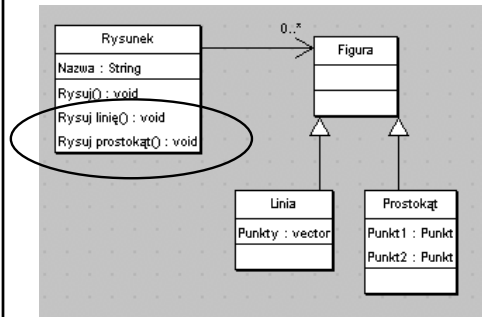 Rysunek
Nazwa : String
Rysuj() : void
Rysuj linię() : void
Rysuj prostokąt() : void
0..*
Figura
Linia
Punkty : vector
Prostokąt
Punkt1 : Punkt
Punkt2 : Punkt